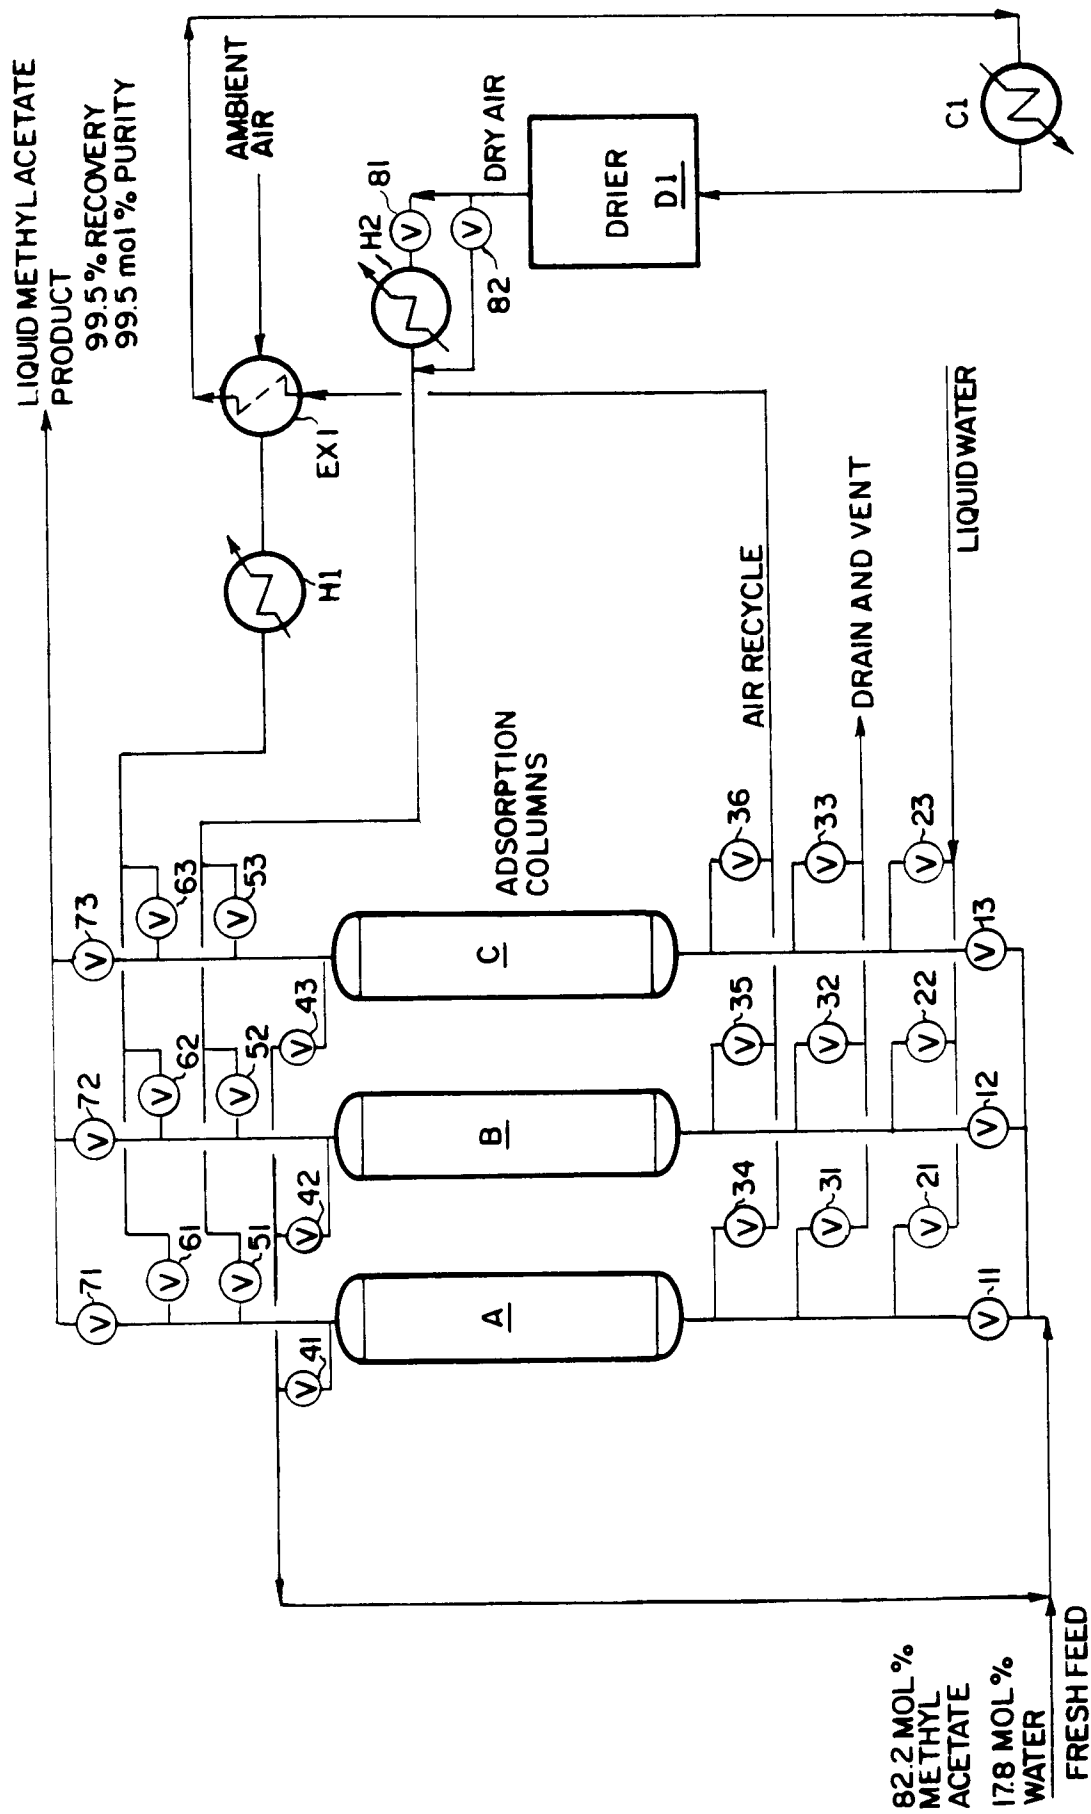 LIQUID METHYL ACETATE
PRODUCT
99.5 % RECOVERY
99.5 mol % PURITY
AMBIENT
AIR
EX1
H1
81
H2
V
V
82
DRY AIR
DRIER
D1
C1
71
V
72
V
73
V
61
V
62
V
63
V
51
V
52
V
53
V
41
V
42
V
43
V
ADSORPTION
COLUMNS
A
B
C
34
V
35
V
36
V
AIR RECYCLE
31
V
32
V
33
V
DRAIN AND VENT
21
V
22
V
23
V
LIQUID WATER
11
V
12
V
13
V
82.2 MOL%
METHYL
ACETATE
17.8 MOL%
WATER
FRESH FEED